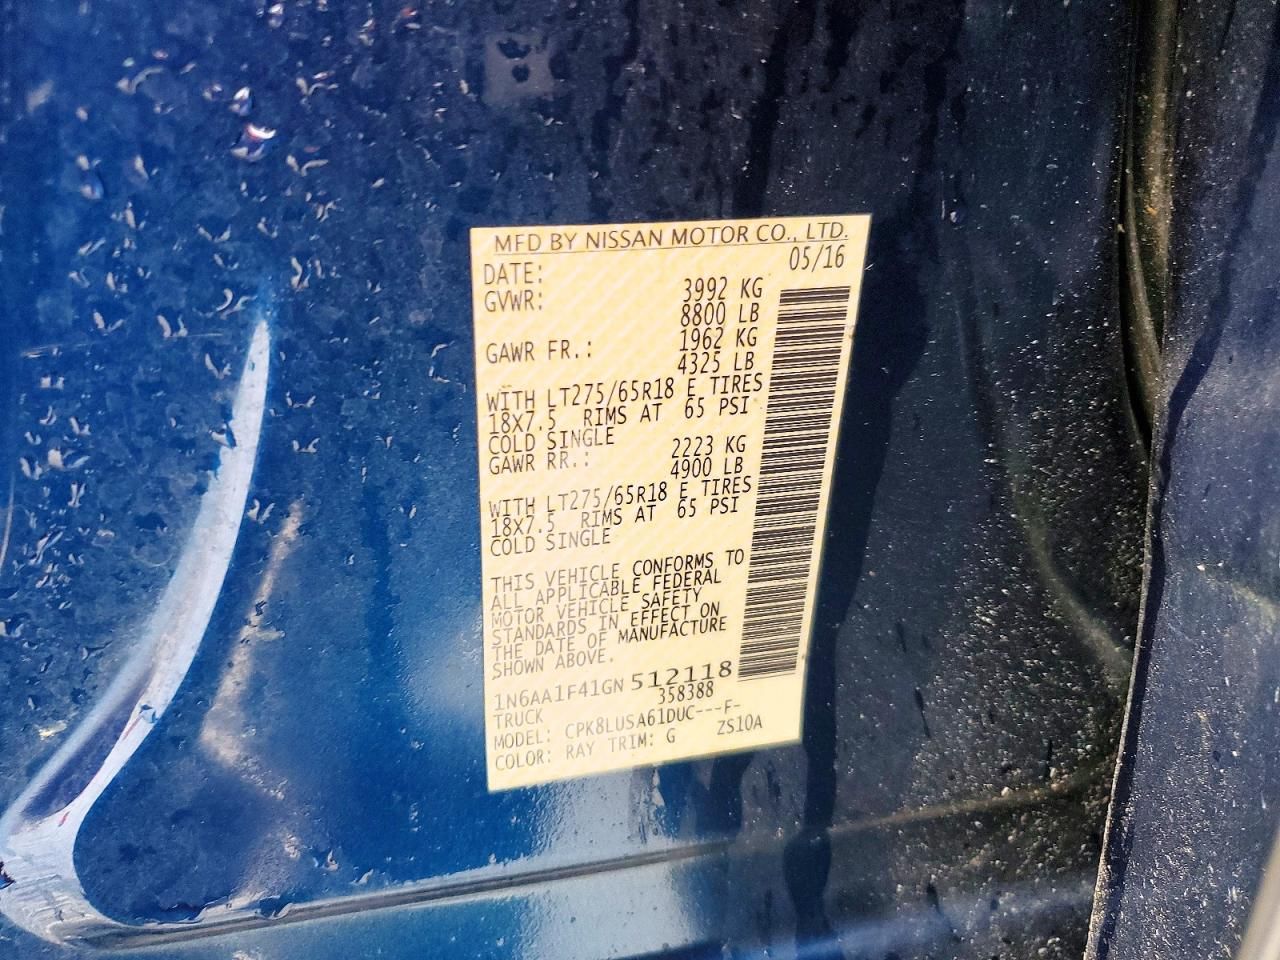 MFD BY NISSAN MOTOR CO., LTD.
DATE: 05/16
GVWR: 3992 KG
8800 LB
GAWR FR.: 1962 KG
4325 LB
WITH LT275/65R18 E TIRES
18X7.5 RIMS AT 65 PSI
COLD SINGLE
GAWR RR.: 2223 KG
4900 LB
WITH LT275/65R18 E TIRES
18X7.5 RIMS AT 65 PSI
COLD SINGLE
THIS VEHICLE CONFORMS TO
ALL APPLICABLE FEDERAL
MOTOR VEHICLE SAFETY
STANDARDS IN EFFECT ON
THE DATE OF MANUFACTURE
SHOWN ABOVE.
1N6AA1F41GN 512118
TRUCK 358388
MODEL: CPK8LUSA61DUC---F-
COLOR: RAY TRIM: G ZS10A